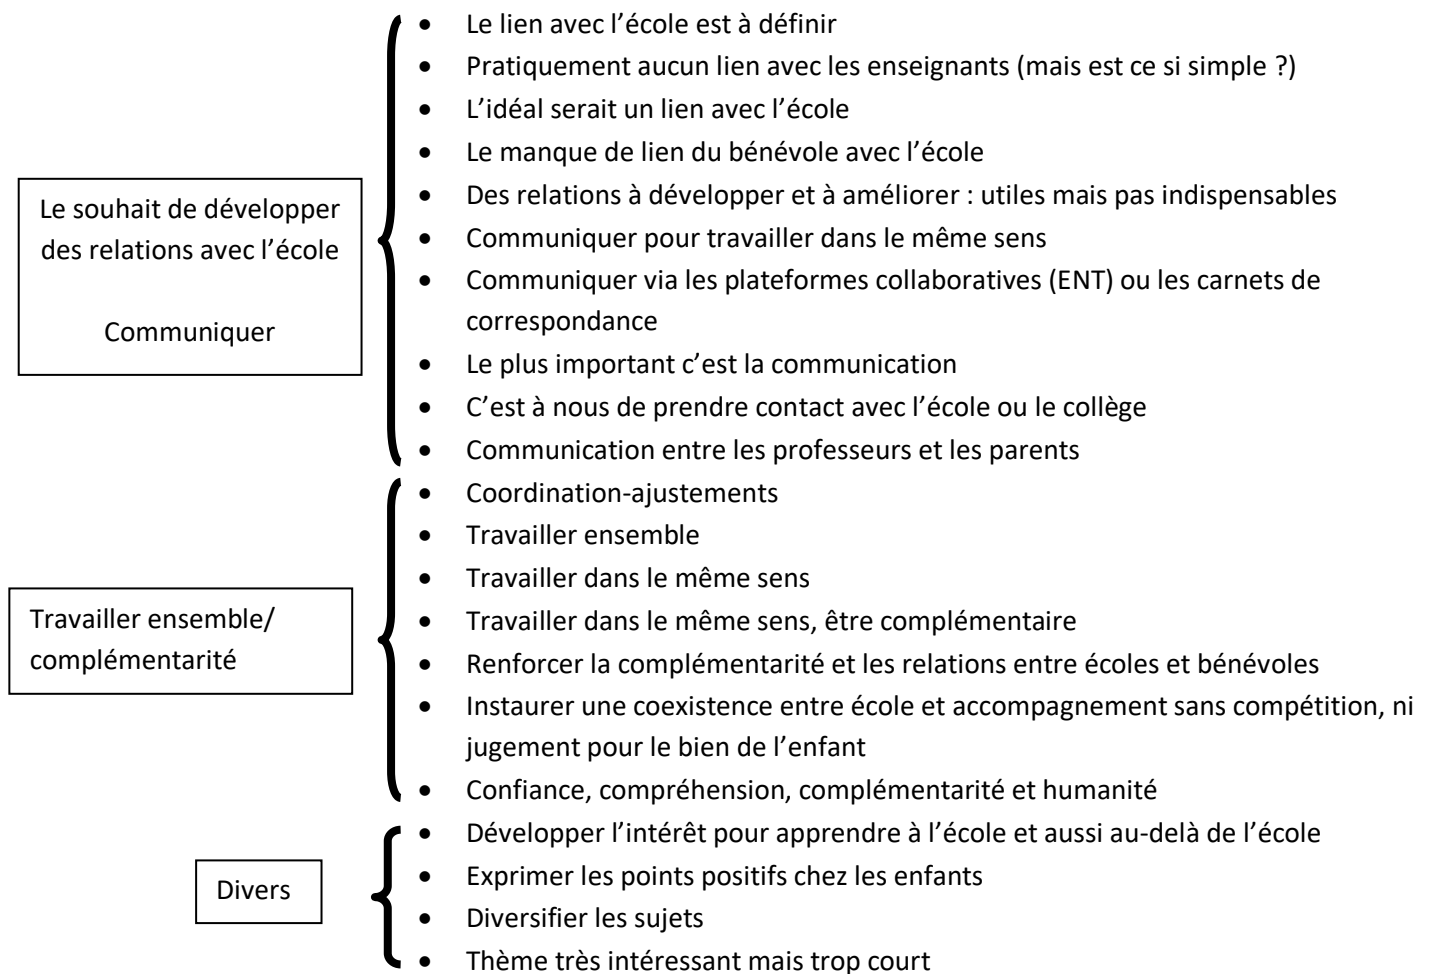 Le souhait de développer
des relations avec l’école
Communiquer
• Le lien avec l’école est à définir
• Pratiquement aucun lien avec les enseignants (mais est ce si simple ?)
• L’idéal serait un lien avec l’école
• Le manque de lien du bénévole avec l’école
• Des relations à développer et à améliorer : utiles mais pas indispensables
• Communiquer pour travailler dans le même sens
• Communiquer via les plateformes collaboratives (ENT) ou les carnets de
correspondance
• Le plus important c’est la communication
• C’est à nous de prendre contact avec l’école ou le collège
• Communication entre les professeurs et les parents
Travailler ensemble/
complémentarité
• Coordination-ajustements
• Travailler ensemble
• Travailler dans le même sens
• Travailler dans le même sens, être complémentaire
• Renforcer la complémentarité et les relations entre écoles et bénévoles
• Instaurer une coexistence entre école et accompagnement sans compétition, ni
jugement pour le bien de l’enfant
• Confiance, compréhension, complémentarité et humanité
Divers
• Développer l’intérêt pour apprendre à l’école et aussi au-delà de l’école
• Exprimer les points positifs chez les enfants
• Diversifier les sujets
• Thème très intéressant mais trop court